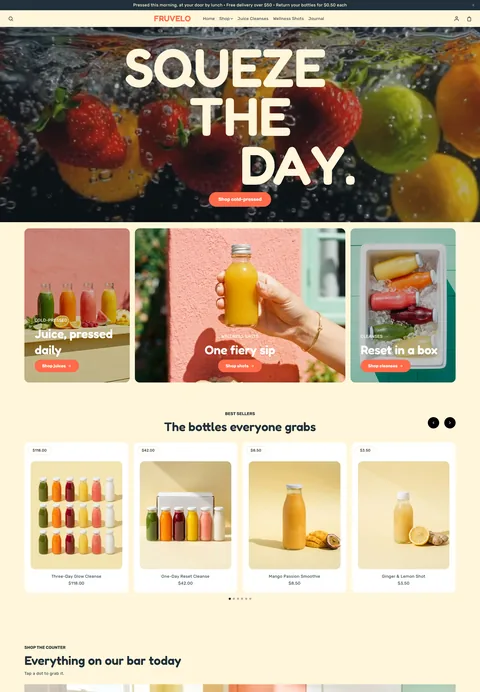 Pressed this morning, at your door by lunch • Free delivery over $50 • Return your bottles for $0.50 each
FRUVELO
Home Shop Juice Cleanses Wellness Shots Journal
SQUEZE
THE
DAY.
Shop cold-pressed
COLD-PRESSED
Juice, pressed
daily
Shop juices →
WELLNESS SHOTS
One fiery sip
Shop shots →
CLEANSES
Reset in a box
Shop cleanses →
BEST SELLERS
The bottles everyone grabs
$118.00
$42.00
$8.50
$3.50
Three-Day Glow Cleanse
$118.00
One-Day Reset Cleanse
$42.00
Mango Passion Smoothie
$8.50
Ginger & Lemon Shot
$3.50
SHOP THE COUNTER
Everything on our bar today
Tap a dot to grab it.